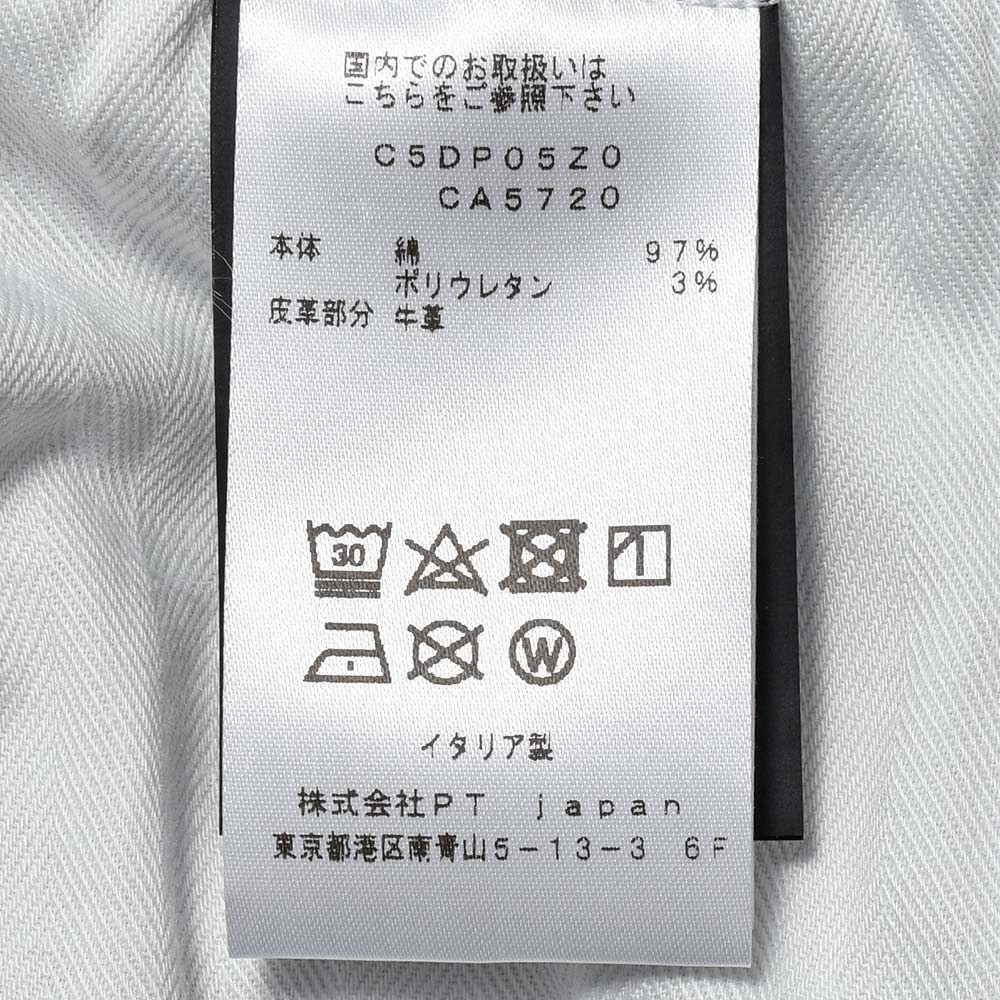 国内でのお取扱いは
こちらをご参照下さい
C5DP05Z0
CA5720
本体 綿 97%
ポリウレタン 3%
皮革部分 牛革
30
W
イタリア製
株式会社PT japan
東京都港区南青山5-13-3 6F